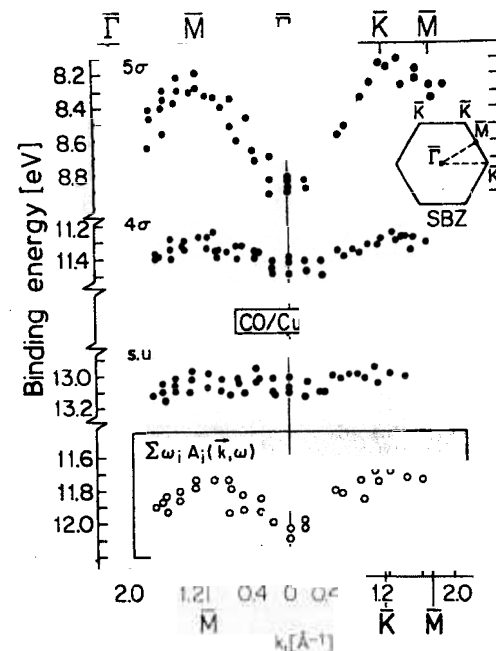 Γ̅ M̅ Γ̅ K̅ M̅
Binding energy [eV]
5σ
8.2
8.4
8.6
8.8
K̅ K̅
M̅
Γ̅
K̅
SBZ
4σ
11.2
11.4
CO/Cu
s.u
13.0
13.2
Σωᵢ Aᵢ(k⃗,ω)
11.6
11.8
12.0
2.0 1.2 0.4 0 0.4 1.2 2.0
M̅ K̅ M̅
[Å⁻¹]